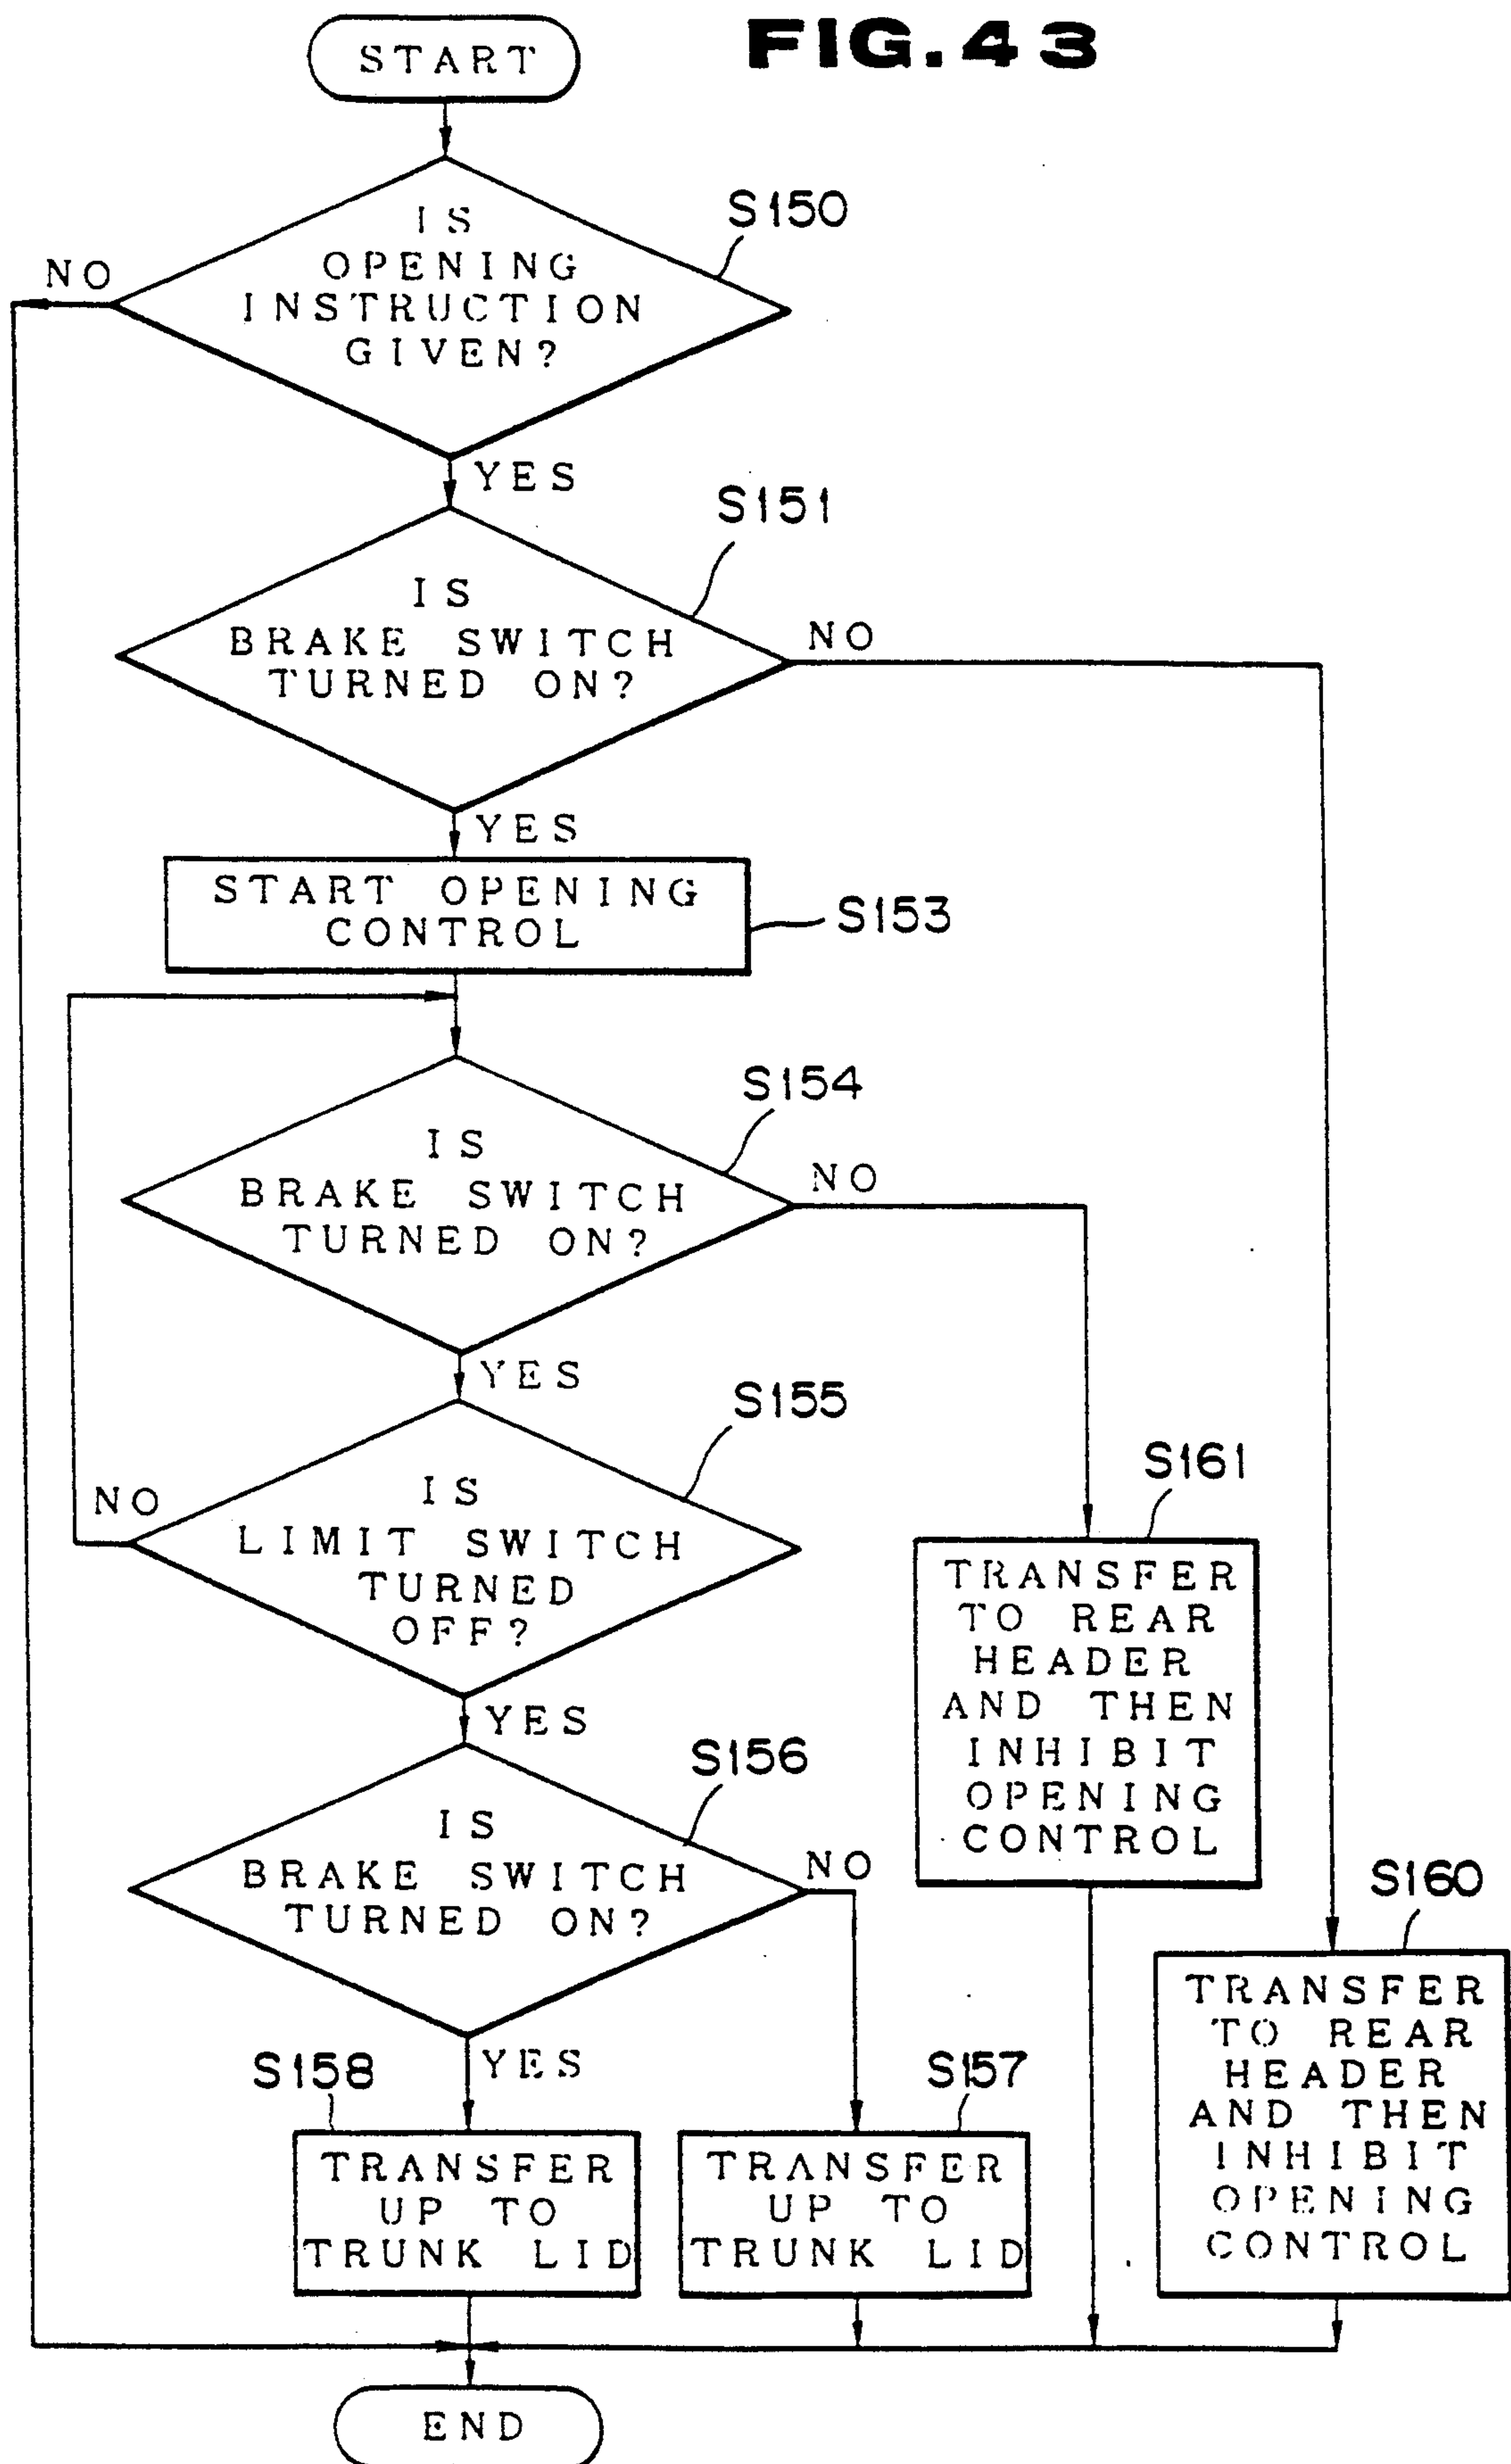 FIG.43
START
S150
IS
OPENING
INSTRUCTION
GIVEN?
NO
YES
S151
IS
BRAKE SWITCH
TURNED ON?
NO
YES
START OPENING
CONTROL
S153
S154
IS
BRAKE SWITCH
TURNED ON?
NO
YES
S155
IS
LIMIT SWITCH
TURNED
OFF?
NO
YES
S161
TRANSFER
TO REAR
HEADER
AND THEN
INHIBIT
OPENING
CONTROL
S156
IS
BRAKE SWITCH
TURNED ON?
NO
YES
S160
TRANSFER
TO REAR
HEADER
AND THEN
INHIBIT
OPENING
CONTROL
S158
TRANSFER
UP TO
TRUNK LID
S157
TRANSFER
UP TO
TRUNK LID
END